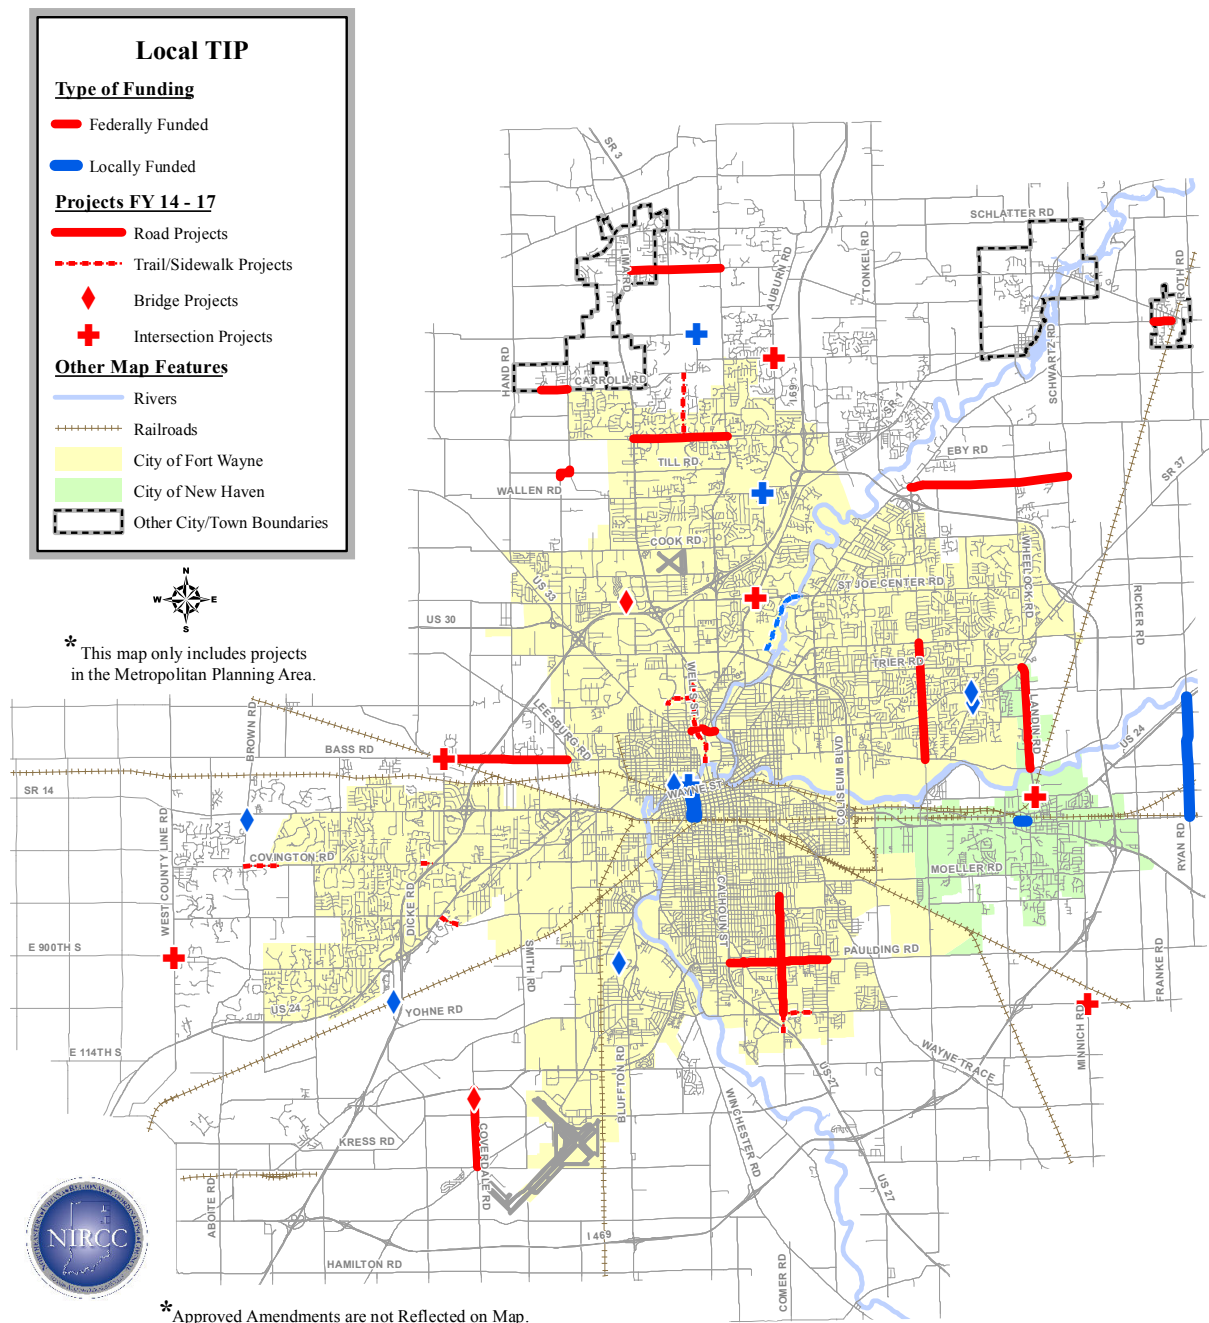 Local TIP
Type of Funding
Federally Funded
Locally Funded
Projects FY 14 - 17
Road Projects
Trail/Sidewalk Projects
Bridge Projects
Intersection Projects
Other Map Features
Rivers
Railroads
City of Fort Wayne
City of New Haven
Other City/Town Boundaries
N
W E
S
* This map only includes projects
in the Metropolitan Planning Area.
SR 3
SCHLATTER RD
LIMA RD
AUBURN RD
TONKEL RD
ROTH RD
HAND RD
CARROLL RD
I 69
SR 1
SCHWARTZ RD
TILL RD
EBY RD
SR 37
WALLEN RD
COOK RD
US 33
ST JOE CENTER RD
WHEELOCK RD
RICKER RD
US 30
TRIER RD
WELLS ST
LEESBURG RD
BROWN RD
BASS RD
LANDIN RD
US 24
COLISEUM BLVD
SR 14
WAYNE ST
WEST COUNTY LINE RD
COVINGTON RD
MOELLER RD
RYAN RD
DICKE RD
CALHOUN ST
E 900TH S
SMITH RD
PAULDING RD
FRANKE RD
US 24
YOHNE RD
E 114TH S
MINNICH RD
WAYNE TRACE
BLUFFTON RD
US 27
WINCHESTER RD
KRESS RD
COVERDALE RD
ABOITE RD
US 27
I 469
HAMILTON RD
COMER RD
NIRCC
*Approved Amendments are not Reflected on Map.